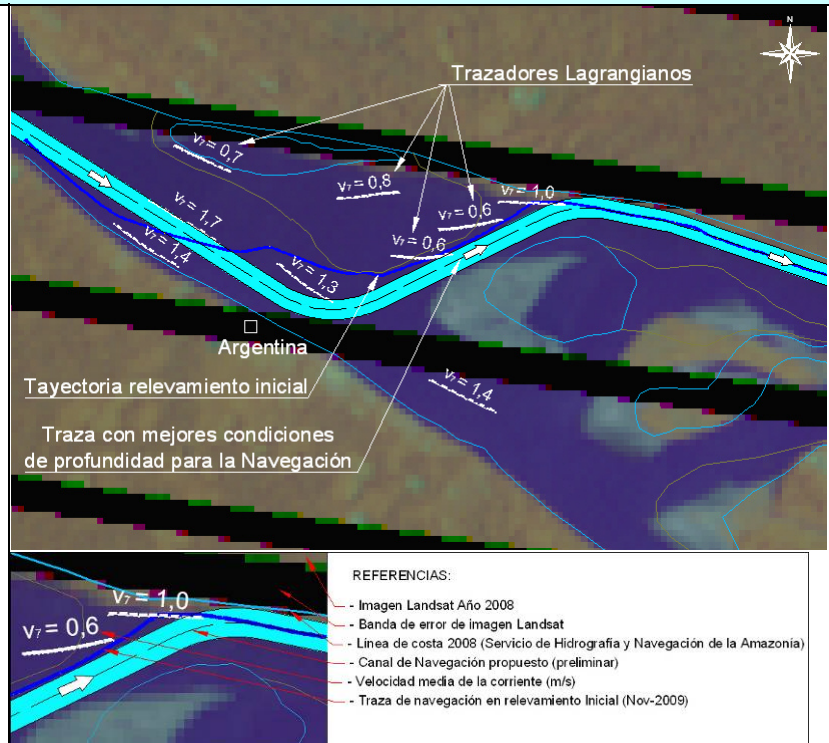 N
Trazadores Lagrangianos
v₇ = 0,7
v₇ = 0,8
v₇ = 1,0
v₇ = 0,6
v₇ = 1,7
v₇ = 0,6
v₇ = 1,4
v₇ = 1,3
Argentina
Tayectoria relevamiento inicial
v₇ = 1,4
Traza con mejores condiciones
de profundidad para la Navegación
v₇ = 1,0
v₇ = 0,6
REFERENCIAS:
- Imagen Landsat Año 2008
- Banda de error de imagen Landsat
- Línea de costa 2008 (Servicio de Hidrografía y Navegación de la Amazonía)
- Canal de Navegación propuesto (preliminar)
- Velocidad media de la corriente (m/s)
- Traza de navegación en relevamiento Inicial (Nov-2009)